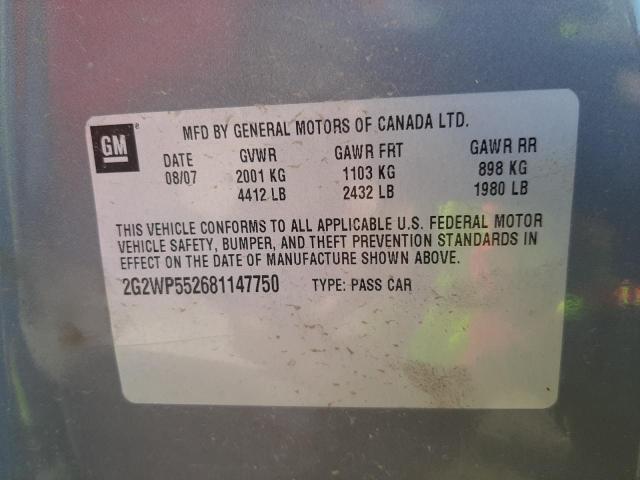 GM
®
MFD BY GENERAL MOTORS OF CANADA LTD.
DATE GVWR GAWR FRT GAWR RR
08/07 2001 KG 1103 KG 898 KG
4412 LB 2432 LB 1980 LB
THIS VEHICLE CONFORMS TO ALL APPLICABLE U.S. FEDERAL MOTOR
VEHICLE SAFETY, BUMPER, AND THEFT PREVENTION STANDARDS IN
EFFECT ON THE DATE OF MANUFACTURE SHOWN ABOVE.
2G2WP552681147750 TYPE: PASS CAR